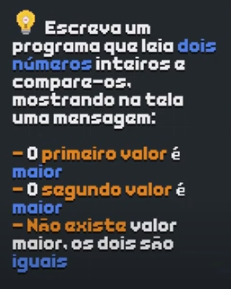 Escreva um
programa que leia dois
números inteiros e
compare-os,
mostrando na tela
uma mensagem:
- O primeiro valor é
maior
- O segundo valor é
maior
- Não existe valor
maior, os dois são
iguais